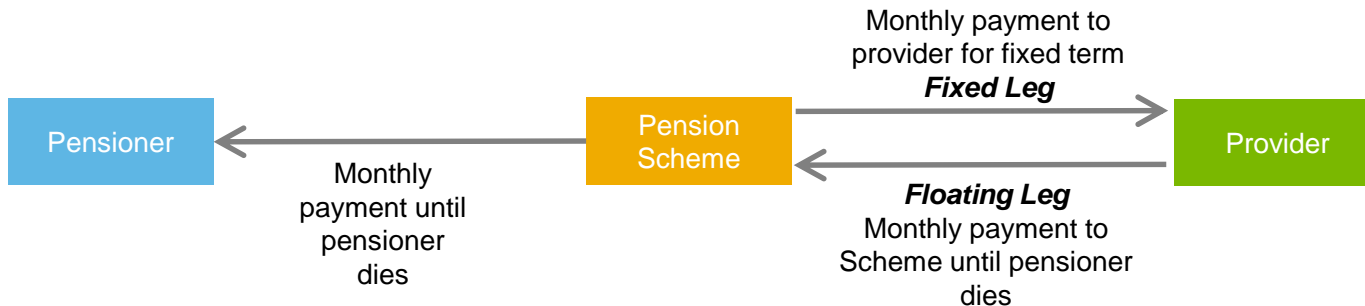 Monthly payment to
provider for fixed term
Fixed Leg
Pensioner
Pension
Scheme
Provider
Monthly
payment until
pensioner
dies
Floating Leg
Monthly payment to
Scheme until pensioner
dies